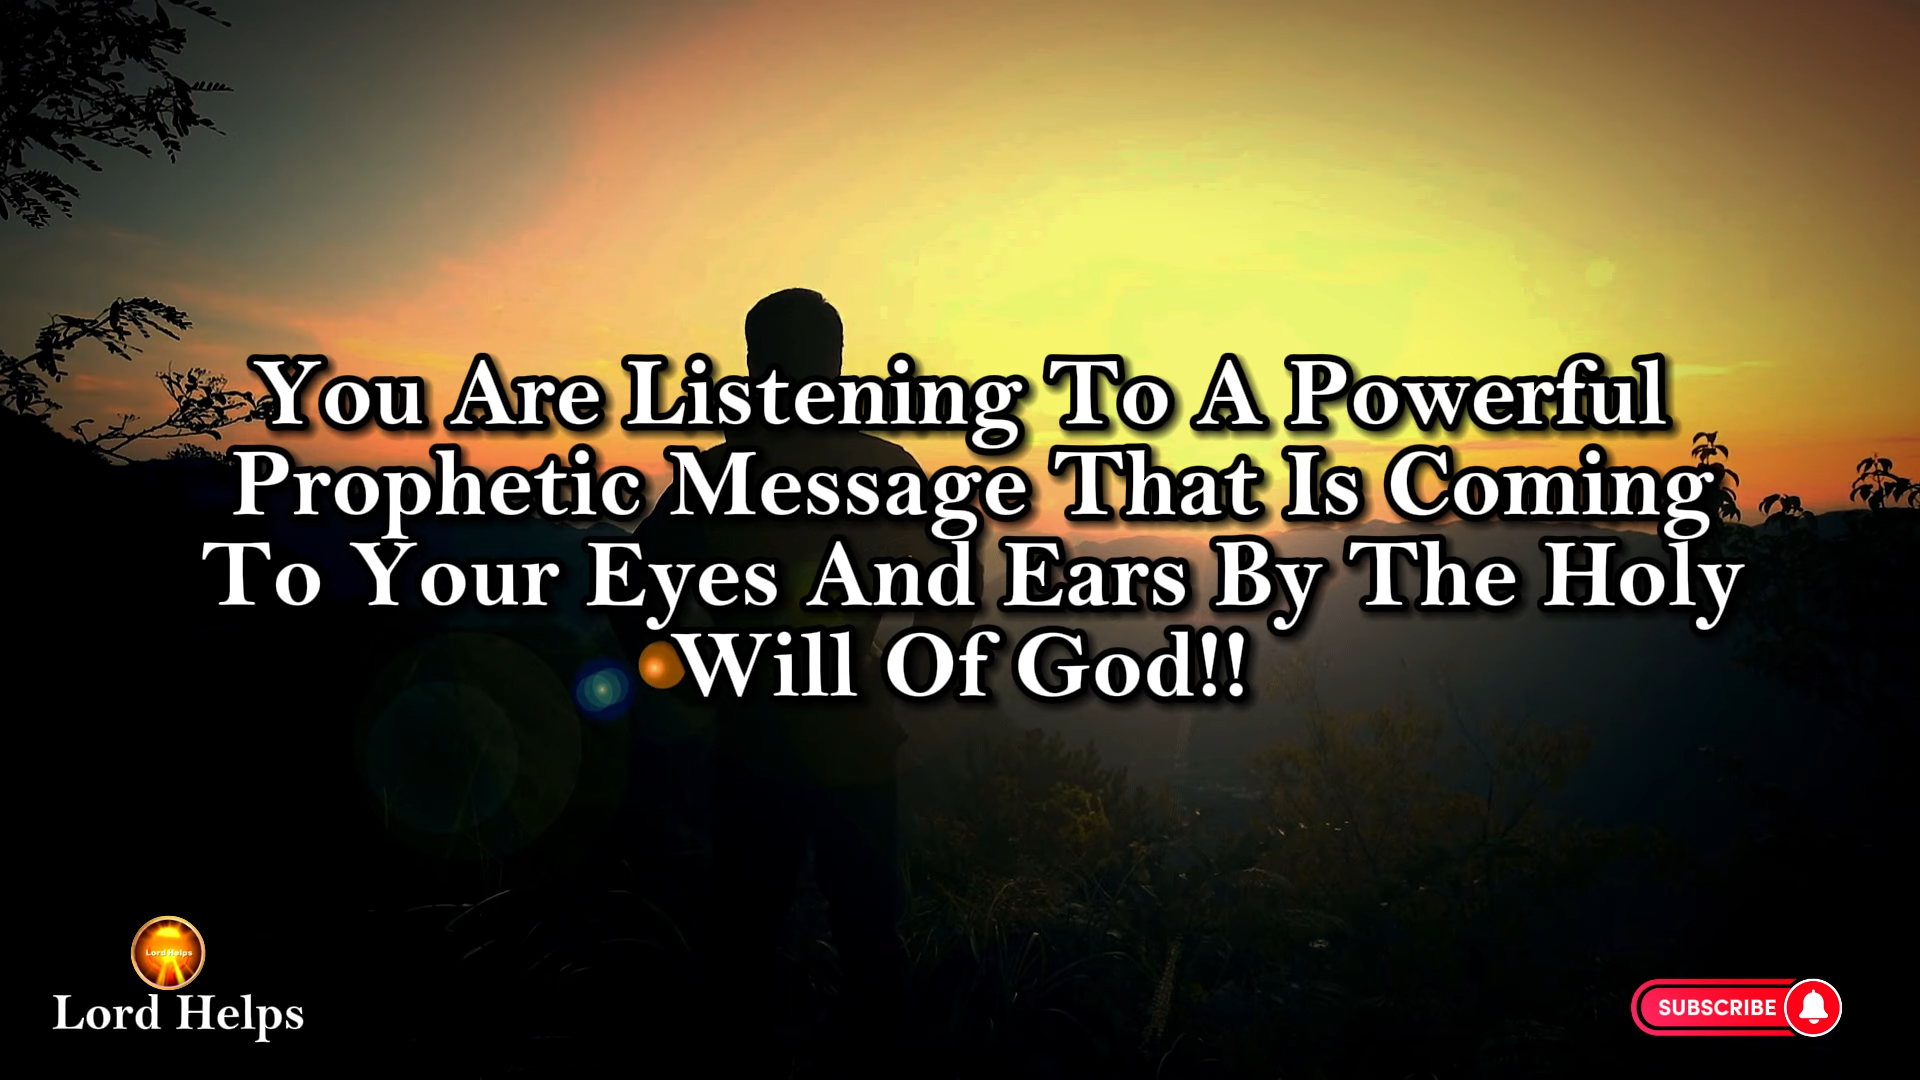 You Are Listening To A Powerful
Prophetic Message That Is Coming
To Your Eyes And Ears By The Holy
Will Of God!!
Lord Helps
Lord Helps
SUBSCRIBE